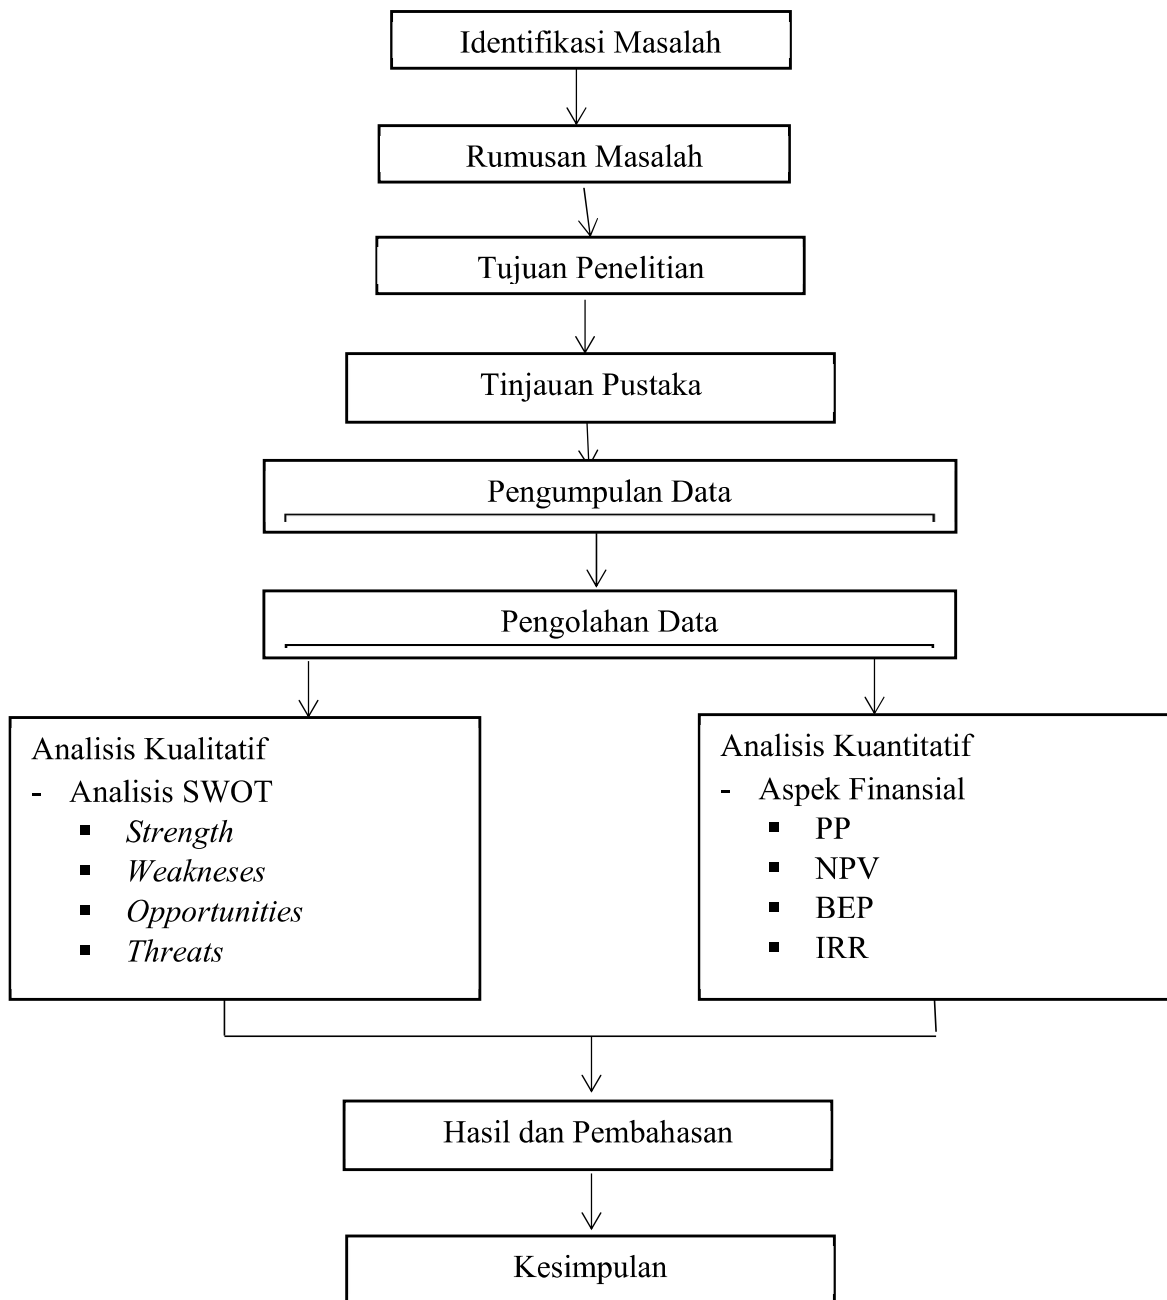 Identifikasi Masalah
Rumusan Masalah
Tujuan Penelitian
Tinjauan Pustaka
Pengumpulan Data
Pengolahan Data
Analisis Kualitatif
- Analisis SWOT
▪ Strength
▪ Weakneses
▪ Opportunities
▪ Threats
Analisis Kuantitatif
- Aspek Finansial
▪ PP
▪ NPV
▪ BEP
▪ IRR
Hasil dan Pembahasan
Kesimpulan